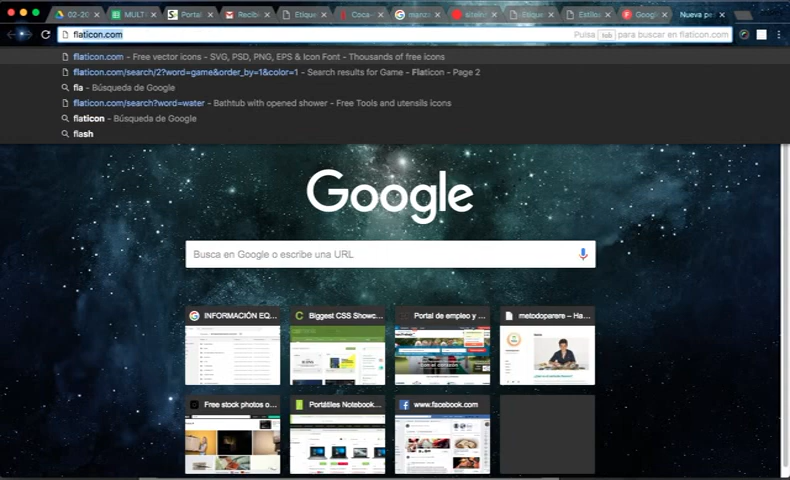 02-20 MULT Portal Recib Etique Coca- manza siteln Etique Estilos Google Nueva pe
flaticon.com Pulsa tab para buscar en flaticon.com
flaticon.com - Free vector icons - SVG, PSD, PNG, EPS & Icon Font - Thousands of free icons
flaticon.com/search/2?word=game&order_by=1&color=1 - Search results for Game - Flaticon - Page 2
fla - Búsqueda de Google
flaticon.com/search?word=water - Bathtub with opened shower - Free Tools and utensils icons
flaticon - Búsqueda de Google
flash
Google
Busca en Google o escribe una URL
INFORMACIÓN EQ... Biggest CSS Showc... Portal de empleo y ... metodoparere – Ha...
Free stock photos o... Portátiles Notebook... www.facebook.com